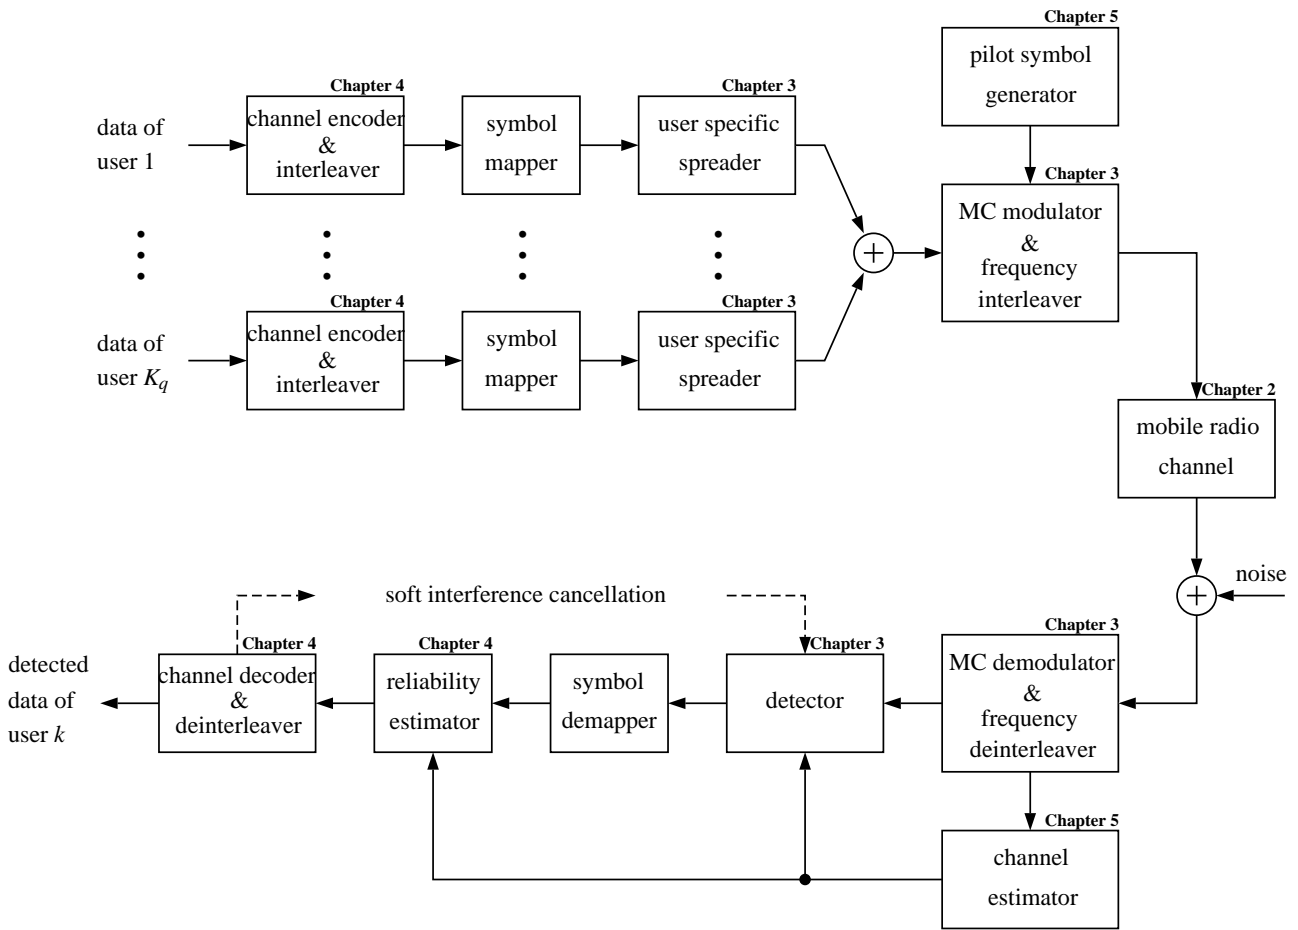 Chapter 5
pilot symbol
generator
Chapter 4
Chapter 3
data of
user 1
channel encoder
&
interleaver
symbol
mapper
user specific
spreader
Chapter 3
MC modulator
&
frequency
interleaver
+
Chapter 4
Chapter 3
data of
user K_q
channel encoder
&
interleaver
symbol
mapper
user specific
spreader
Chapter 2
mobile radio
channel
noise
+
soft interference cancellation
Chapter 4
Chapter 4
Chapter 3
Chapter 3
detected
data of
user k
channel decoder
&
deinterleaver
reliability
estimator
symbol
demapper
detector
MC demodulator
&
frequency
deinterleaver
Chapter 5
channel
estimator